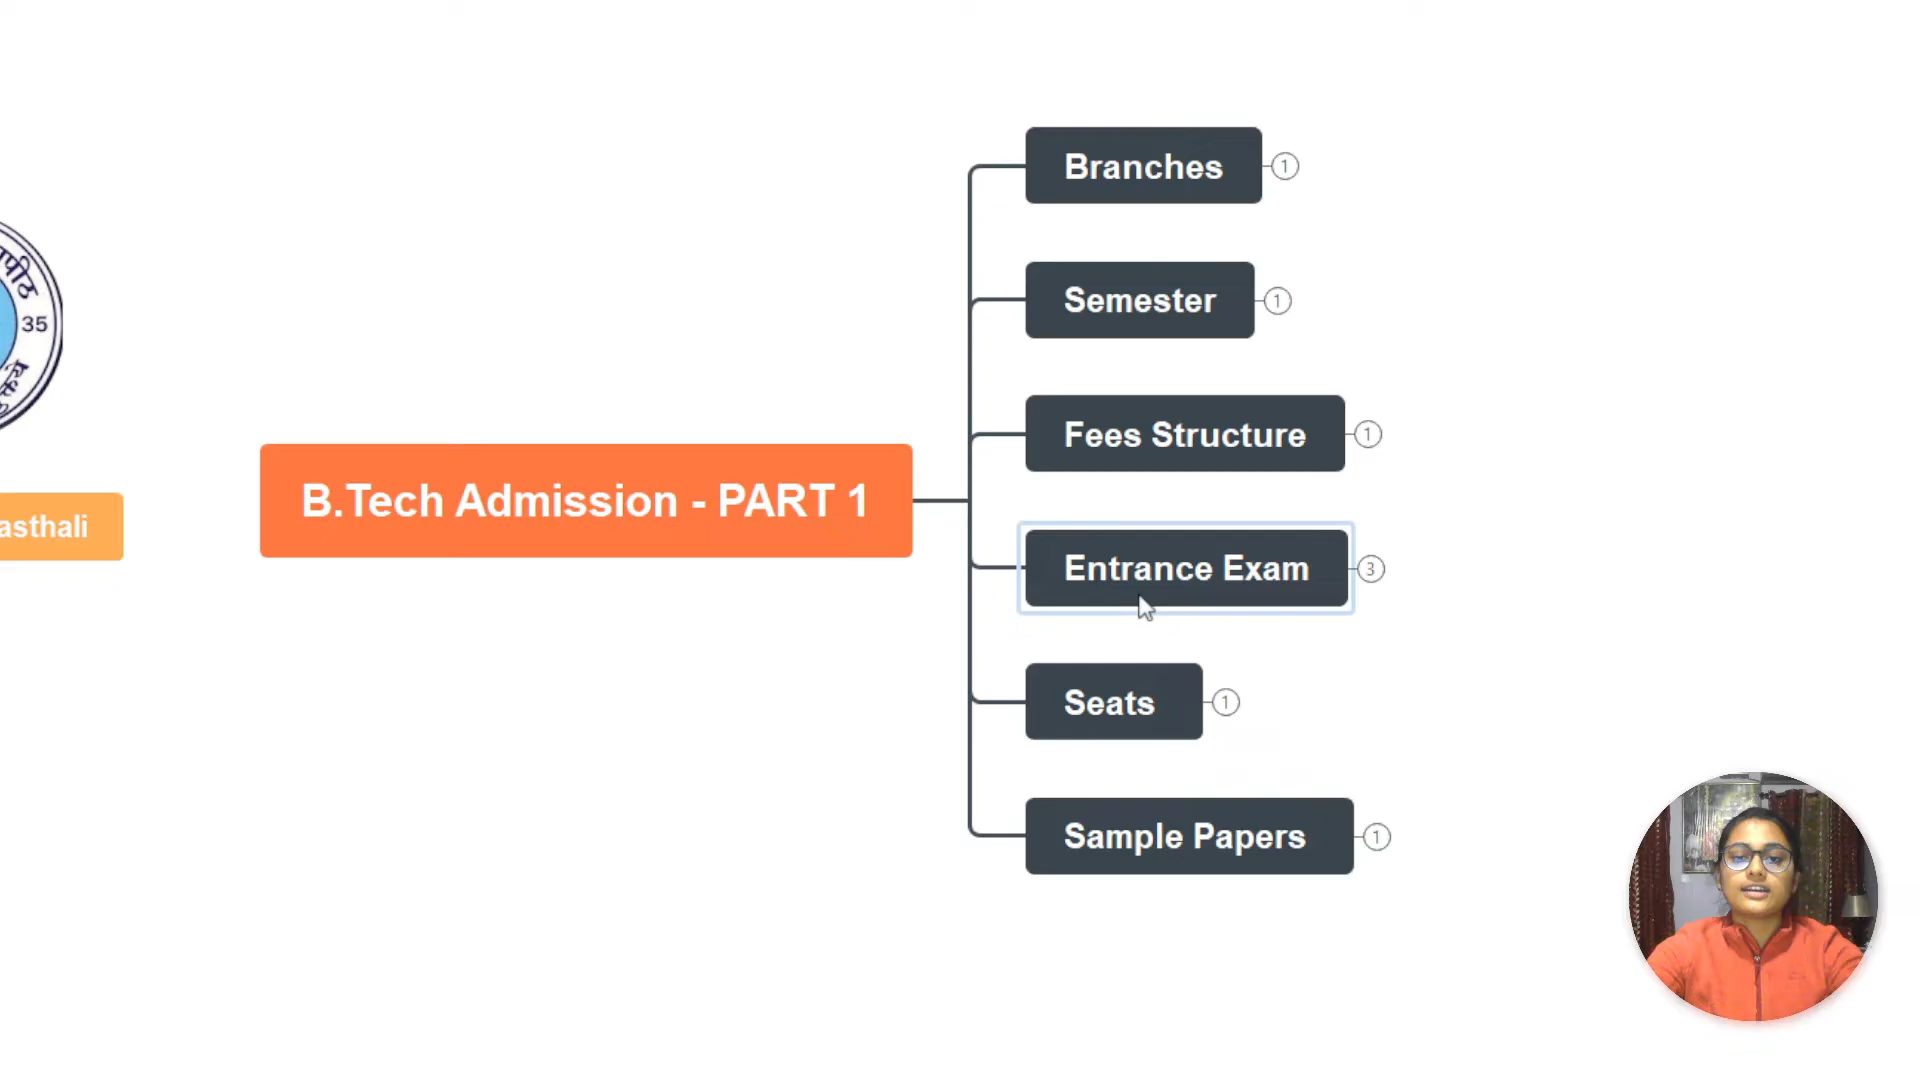 35
asthali
B.Tech Admission - PART 1
Branches
1
Semester
1
Fees Structure
1
Entrance Exam
3
Seats
1
Sample Papers
1